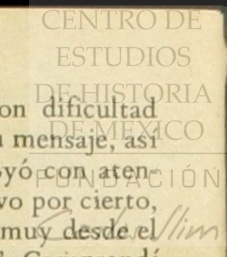 CENTRO DE
ESTUDIOS
DE HISTORIA
DE MÉXICO
FUNDACIÓN
Carlos Slim
on dificultad
mensaje, así
yó con aten-
vo por cierto,
muy desde el
Comprendí